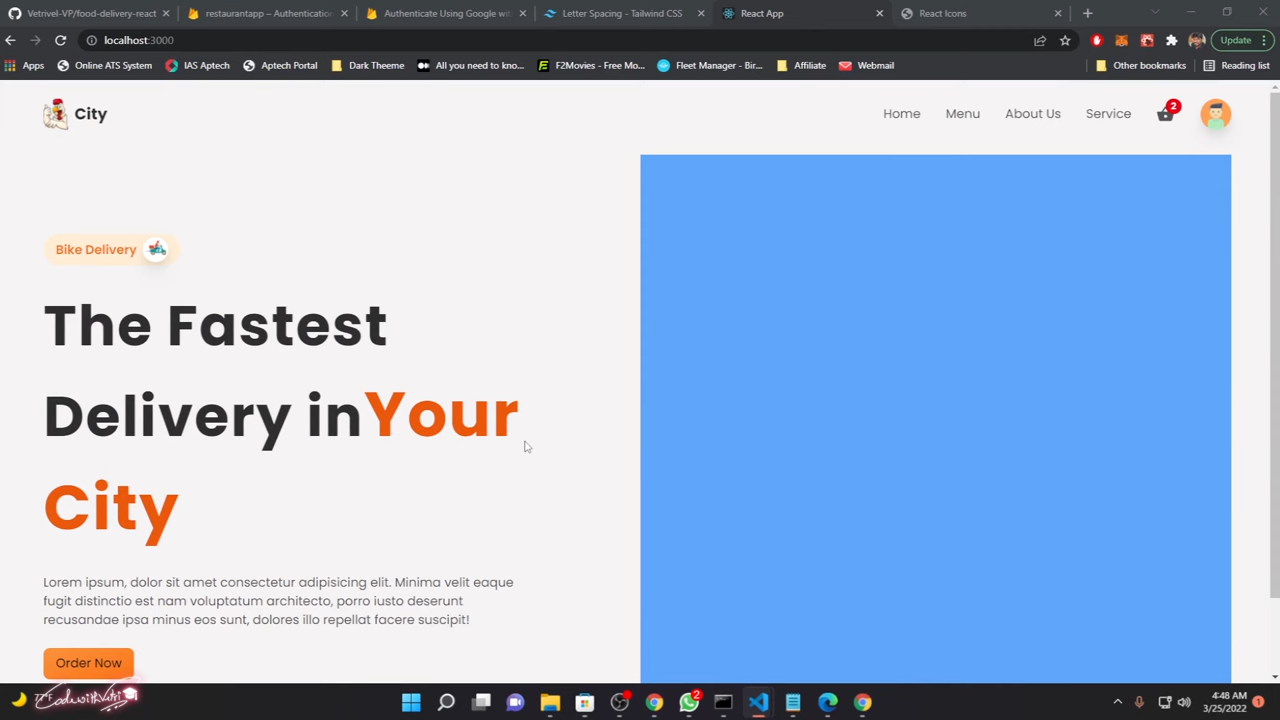 Vetrivel-VP/food-delivery-react
restaurantapp – Authentication
Authenticate Using Google with
Letter Spacing - Tailwind CSS
React App
React Icons
localhost:3000
Update
Apps
Online ATS System
IAS Aptech
Aptech Portal
Dark Theeme
All you need to kno...
F2Movies - Free Mo...
Fleet Manager - Bir...
Affiliate
Webmail
Other bookmarks
Reading list
City
Home
Menu
About Us
Service
2
Bike Delivery
The Fastest
Delivery inYour
City
Lorem ipsum, dolor sit amet consectetur adipisicing elit. Minima velit eaque
fugit distinctio est nam voluptatum architecto, porro iusto deserunt
recusandae ipsa minus eos sunt, dolores illo repellat facere suscipit!
Order Now
2
4:48 AM
3/25/2022
1